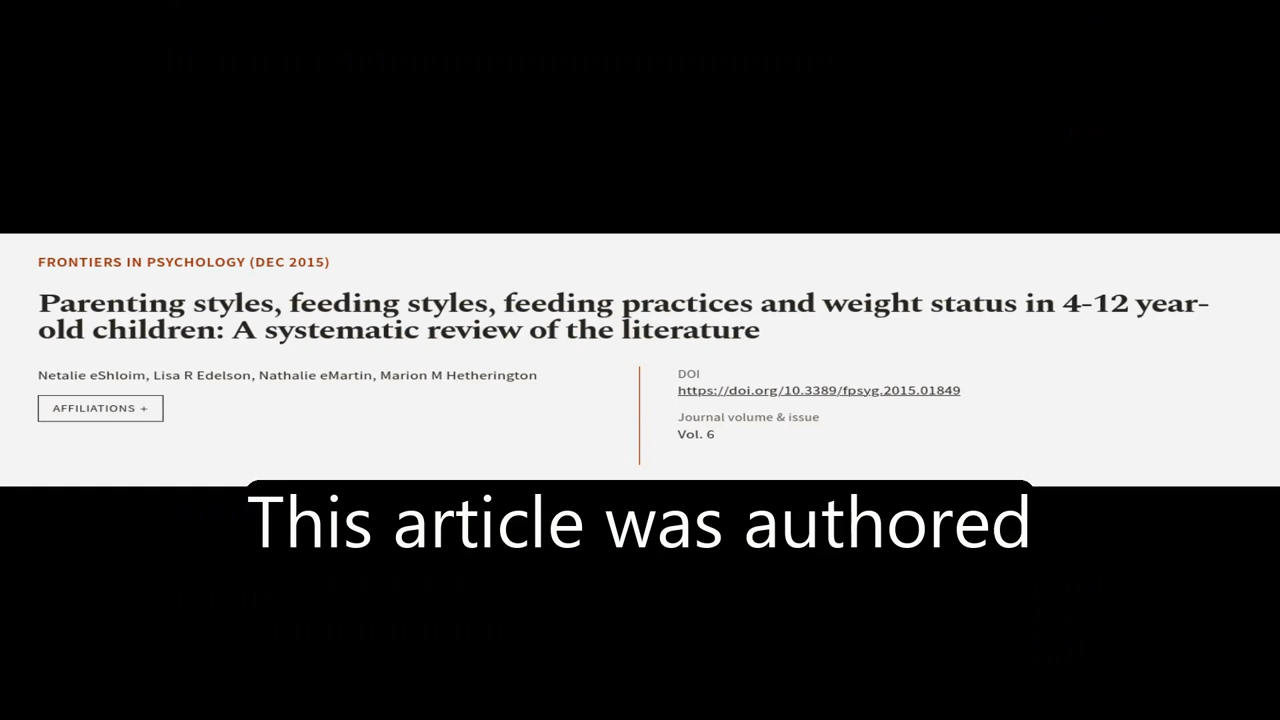 FRONTIERS IN PSYCHOLOGY (DEC 2015)
Parenting styles, feeding styles, feeding practices and weight status in 4-12 year-
old children: A systematic review of the literature
Netalie eShloim, Lisa R Edelson, Nathalie eMartin, Marion M Hetherington
AFFILIATIONS +
DOI
https://doi.org/10.3389/fpsyg.2015.01849
Journal volume & issue
Vol. 6
This article was authored